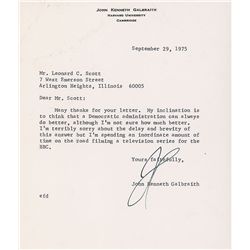 JOHN KENNETH GALBRAITH
HARVARD UNIVERSITY
CAMBRIDGE
September 29, 1975
Mr. Leonard C. Scott
7 West Emerson Street
Arlington Heights, Illinois 60005
Dear Mr. Scott:
Many thanks for your letter. My inclination is
to think that a Democratic administration can always
do better, although I'm not sure how much better.
I'm terribly sorry about the delay and brevity of
this answer but I'm spending an inordinate amount of
time on the road filming a television series for the
BBC.
Yours faithfully,
John Kenneth Galbraith
efd